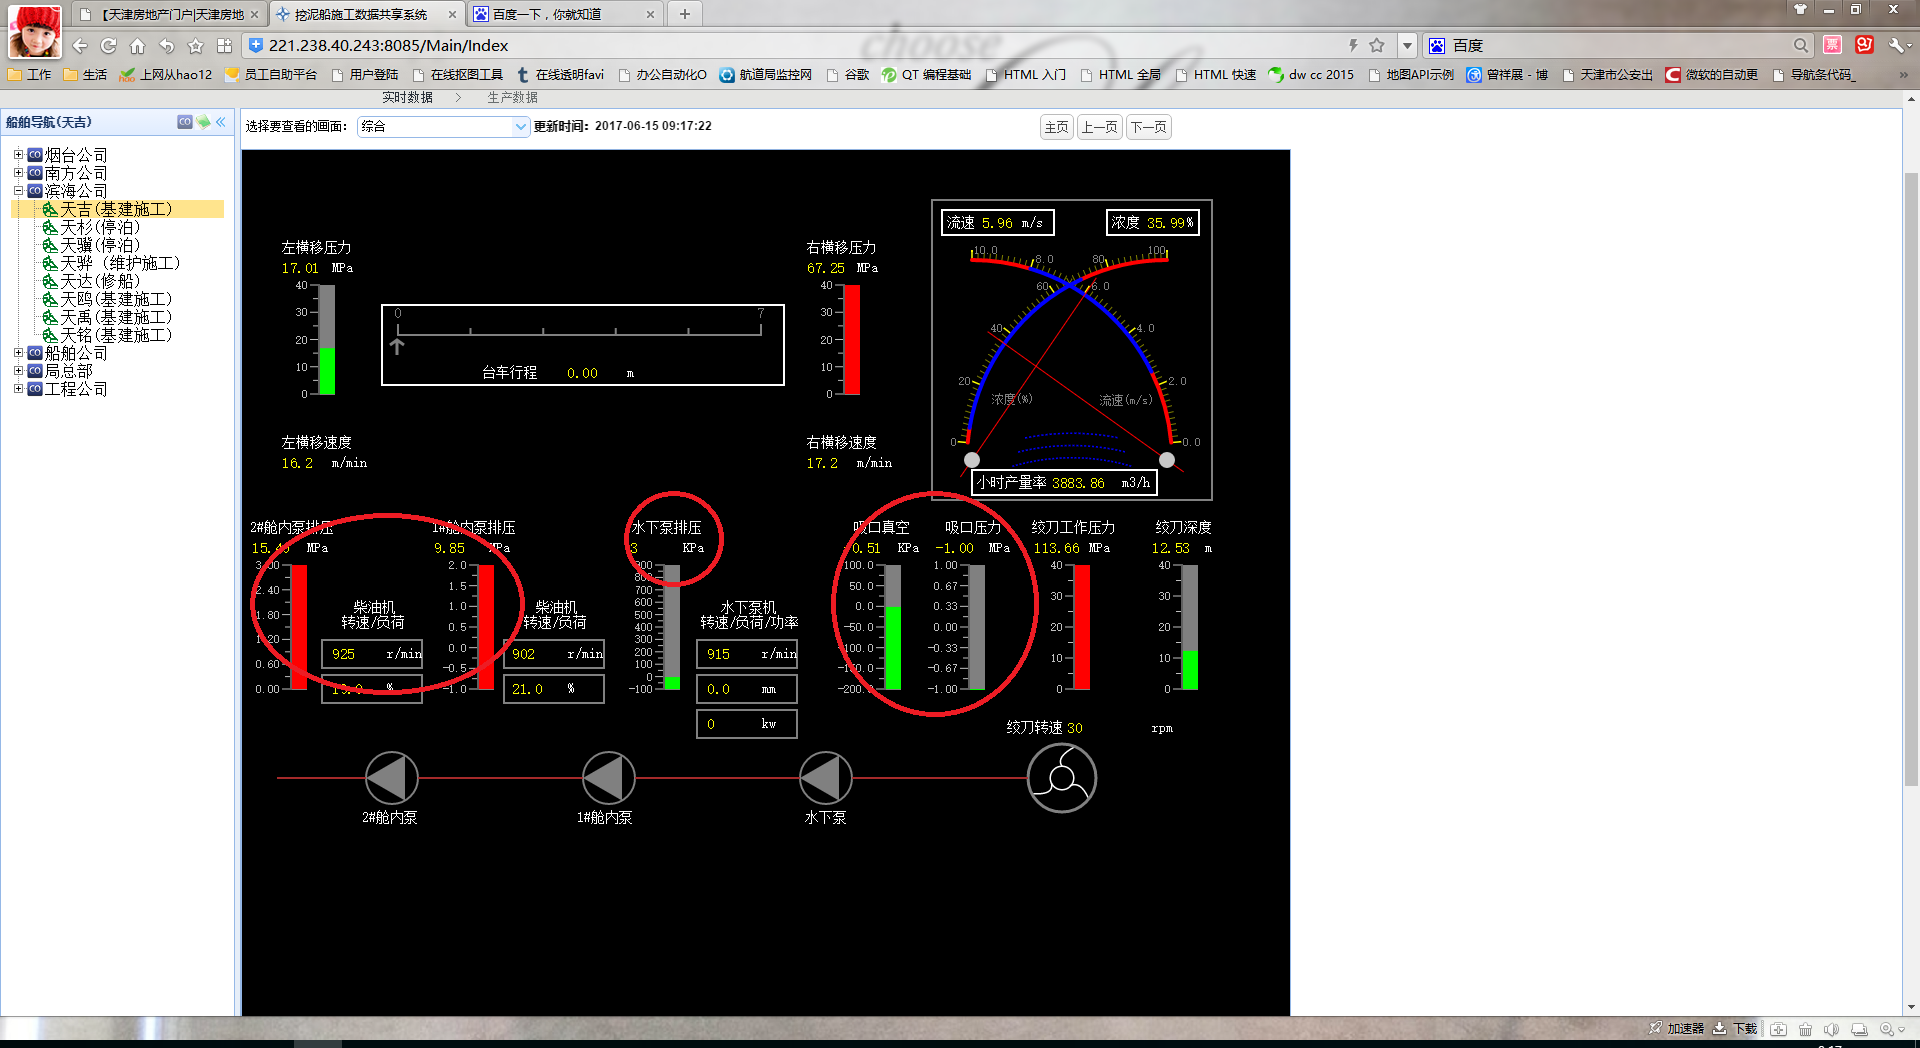 【天津房地产门户|天津房地
挖泥船施工数据共享系统
百度一下，你就知道
221.238.40.243:8085/Main/Index
百度
工作
生活
上网从hao12
员工自助平台
用户登陆
在线抠图工具
在线透明favi
办公自动化O
航道局监控网
谷歌
QT 编程基础
HTML 入门
HTML 全局
HTML 快速
dw cc 2015
地图API示例
曾祥展 - 博
天津市公安出
微软的自动更
导航条代码_
实时数据 > 生产数据
船舶导航(天吉)
选择要查看的画面： 综合 更新时间：2017-06-15 09:17:22
主页 上一页 下一页
烟台公司
南方公司
滨海公司
天吉(基建施工)
天杉(停泊)
天骥(停泊)
天骅 (维护施工)
天达(修船)
天鸥(基建施工)
天禹(基建施工)
天铭(基建施工)
船舶公司
局总部
工程公司
左横移压力
17.01 MPa
40
30
20
10
0
0 7
台车行程 0.00 m
右横移压力
67.25 MPa
40
30
20
10
0
流速 5.96 m/s
浓度 35.99%
10.0 8.0 80 100
60 6.0
40 4.0
20 2.0
浓度(%) 流速(m/s)
0 0.0
小时产量率 3883.86 m3/h
左横移速度
16.2 m/min
右横移速度
17.2 m/min
2#舱内泵排压
MPa
3.00
2.40
1.80
1.20
0.60
0.00
柴油机
转速/负荷
925 r/min
%
1#舱内泵排压
9.85 MPa
2.0
1.5
1.0
0.5
0.0
-0.5
-1.0
柴油机
转速/负荷
902 r/min
21.0 %
水下泵排压
3 KPa
900
800
700
600
500
400
300
200
100
0
-100
水下泵机
转速/负荷/功率
915 r/min
0.0 mm
0 kw
吸口真空
0.51 KPa
100.0
50.0
0.0
-50.0
-100.0
-150.0
-200.0
吸口压力
-1.00 MPa
1.00
0.67
0.33
0.00
-0.33
-0.67
-1.00
绞刀工作压力
113.66 MPa
40
30
20
10
0
绞刀深度
12.53 m
40
30
20
10
0
绞刀转速 30 rpm
2#舱内泵
1#舱内泵
水下泵
加速器 下载